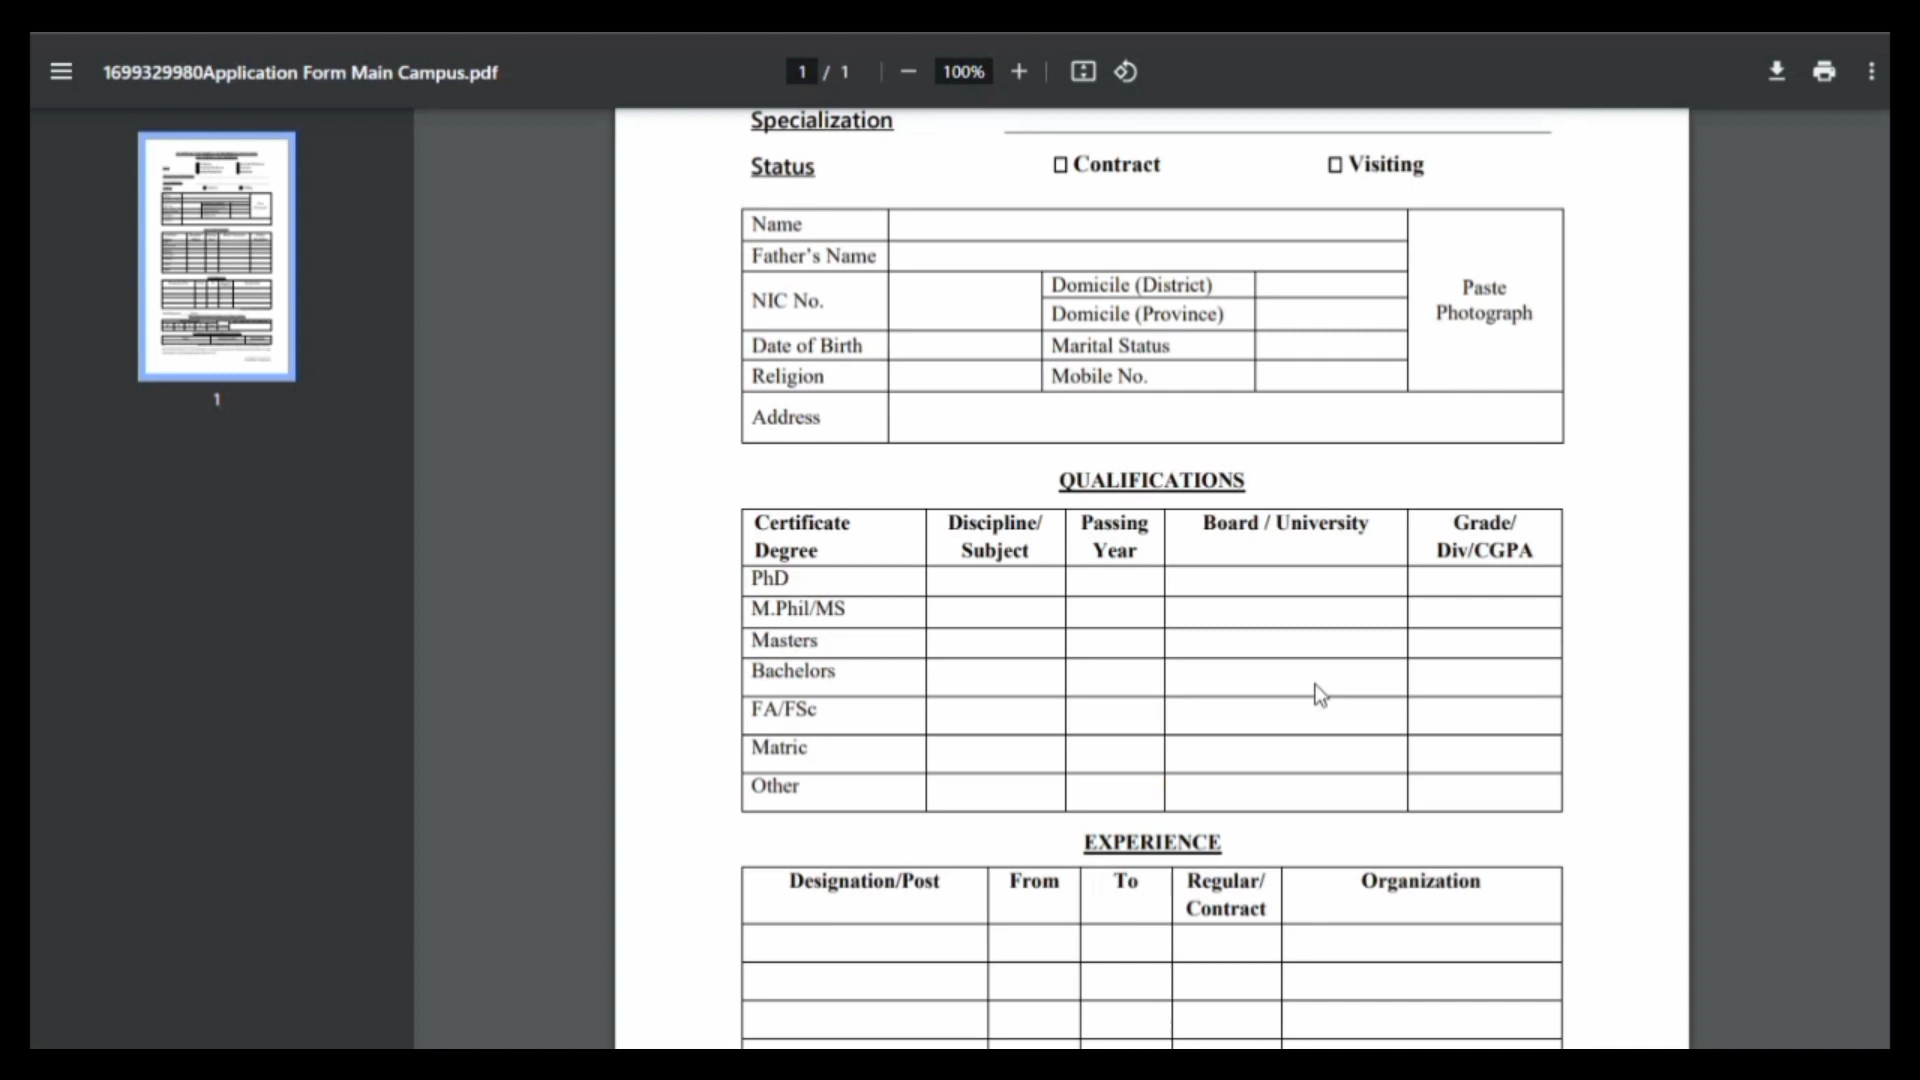 1699329980Application Form Main Campus.pdf
1 / 1
100%
1
Specialization
Status
Contract Visiting
Name
Father's Name
NIC No.
Domicile (District)
Domicile (Province)
Paste
Photograph
Date of Birth
Marital Status
Religion
Mobile No.
Address
QUALIFICATIONS
Certificate
Degree
Discipline/
Subject
Passing
Year
Board / University
Grade/
Div/CGPA
PhD
M.Phil/MS
Masters
Bachelors
FA/FSc
Matric
Other
EXPERIENCE
Designation/Post
From
To
Regular/
Contract
Organization